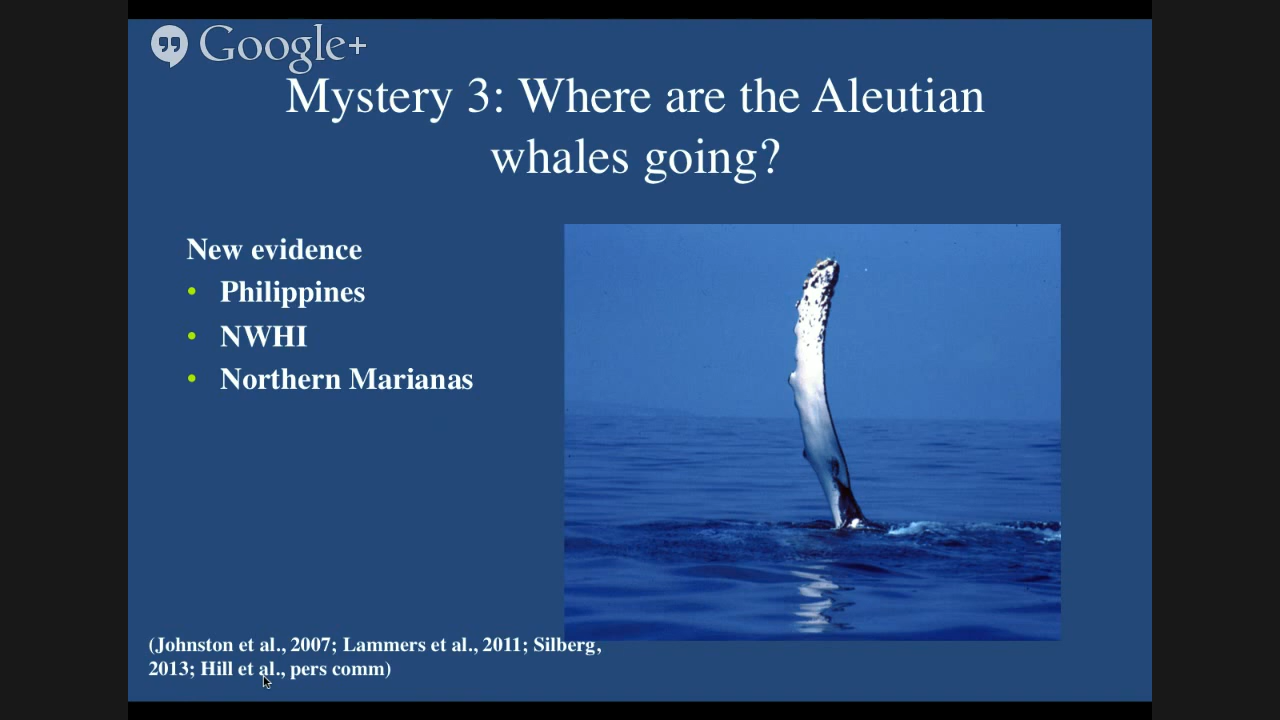 Google+
Mystery 3: Where are the Aleutian
whales going?
New evidence
• Philippines
• NWHI
• Northern Marianas
(Johnston et al., 2007; Lammers et al., 2011; Silberg,
2013; Hill et al., pers comm)